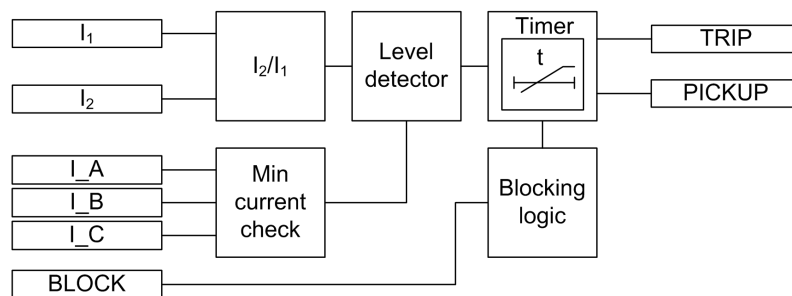 I₁
I₂
I₂/I₁
Level
detector
Timer
t
TRIP
PICKUP
I_A
I_B
I_C
Min
current
check
Blocking
logic
BLOCK